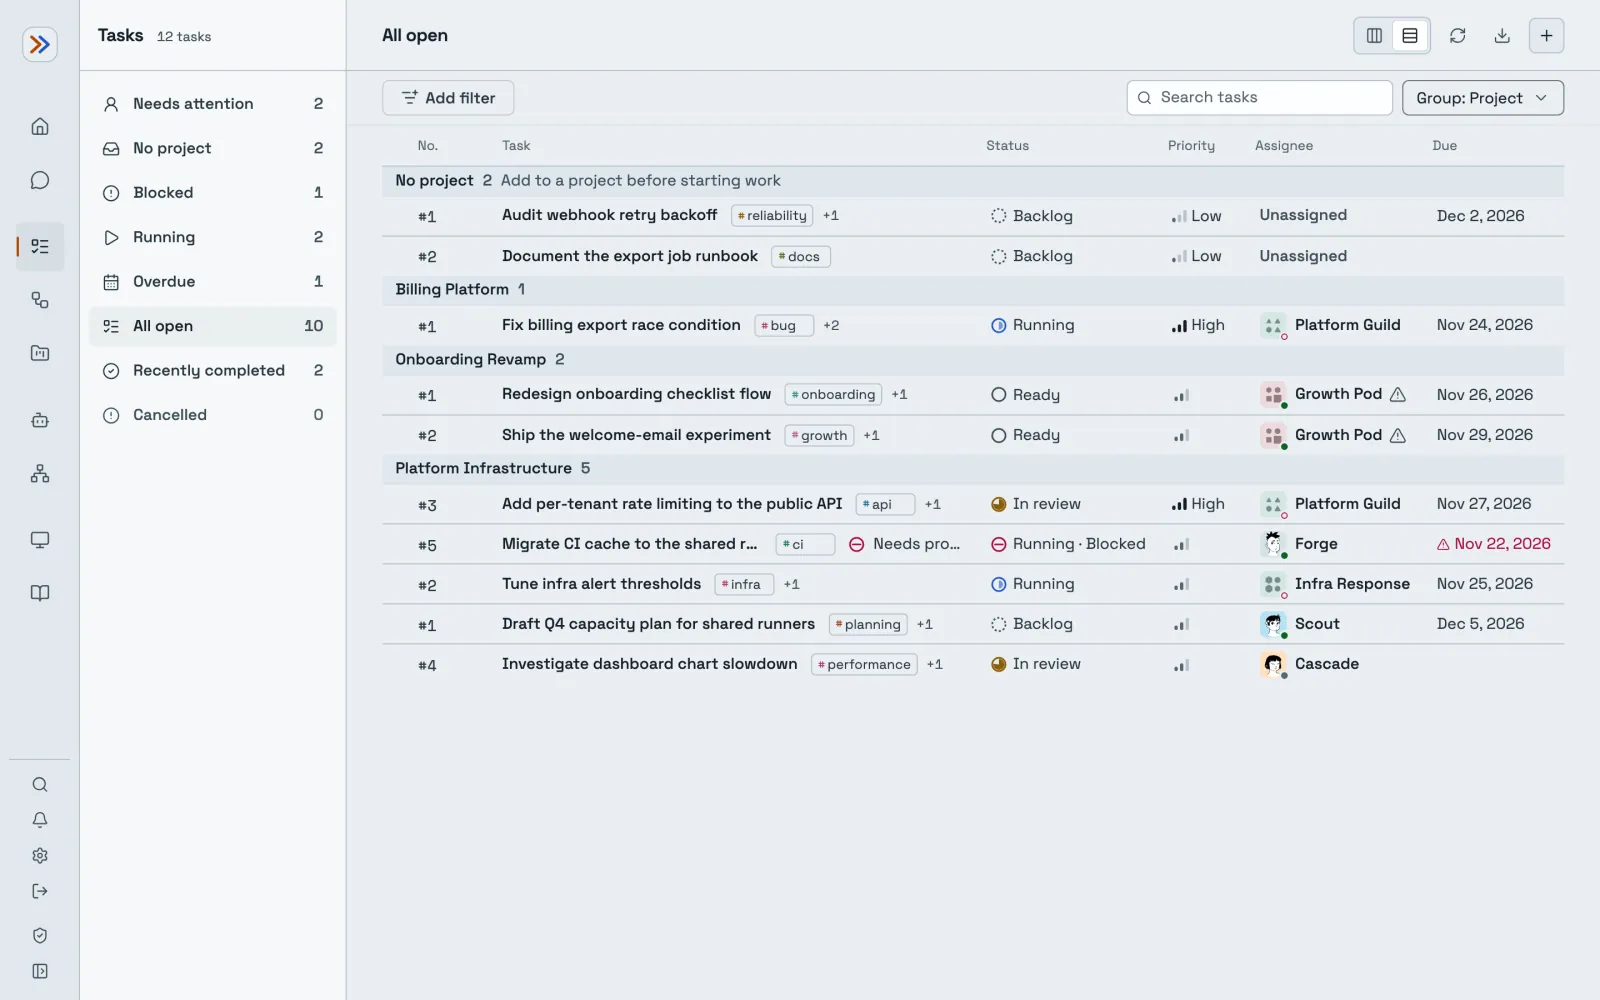 Tasks 12 tasks
Needs attention 2
No project 2
Blocked 1
Running 2
Overdue 1
All open 10
Recently completed 2
Cancelled 0
All open
Add filter
Search tasks
Group: Project
No. Task Status Priority Assignee Due
No project 2 Add to a project before starting work
#1 Audit webhook retry backoff #reliability +1 Backlog Low Unassigned Dec 2, 2026
#2 Document the export job runbook #docs Backlog Low Unassigned
Billing Platform 1
#1 Fix billing export race condition #bug +2 Running High Platform Guild Nov 24, 2026
Onboarding Revamp 2
#1 Redesign onboarding checklist flow #onboarding +1 Ready Growth Pod Nov 26, 2026
#2 Ship the welcome-email experiment #growth +1 Ready Growth Pod Nov 29, 2026
Platform Infrastructure 5
#3 Add per-tenant rate limiting to the public API #api +1 In review High Platform Guild Nov 27, 2026
#5 Migrate CI cache to the shared r... #ci Needs pro... Running · Blocked Forge Nov 22, 2026
#2 Tune infra alert thresholds #infra +1 Running Infra Response Nov 25, 2026
#1 Draft Q4 capacity plan for shared runners #planning +1 Backlog Scout Dec 5, 2026
#4 Investigate dashboard chart slowdown #performance +1 In review Cascade